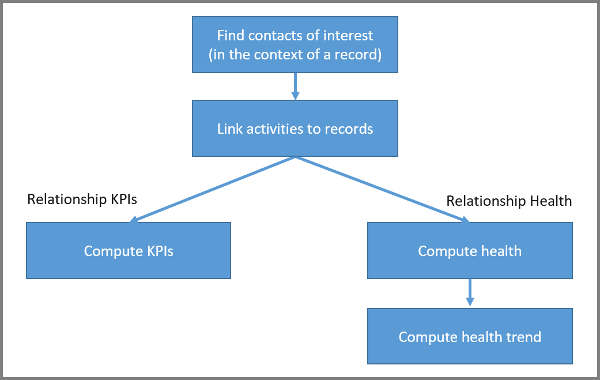 Find contacts of interest
(in the context of a record)
Link activities to records
Relationship KPIs
Relationship Health
Compute KPIs
Compute health
Compute health trend